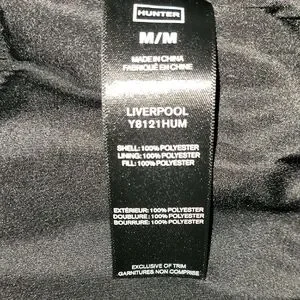 HUNTER
M/M
MADE IN CHINA
FABRIQUÉ EN CHINE
LIVERPOOL
Y8121HUM
SHELL: 100% POLYESTER
LINING: 100% POLYESTER
FILL: 100% POLYESTER
EXTÉRIEUR: 100% POLYESTER
DOUBLURE: 100% POLYESTER
BOURRURE: 100% POLYESTER
EXCLUSIVE OF TRIM
GARNITURES NON COMPRISE